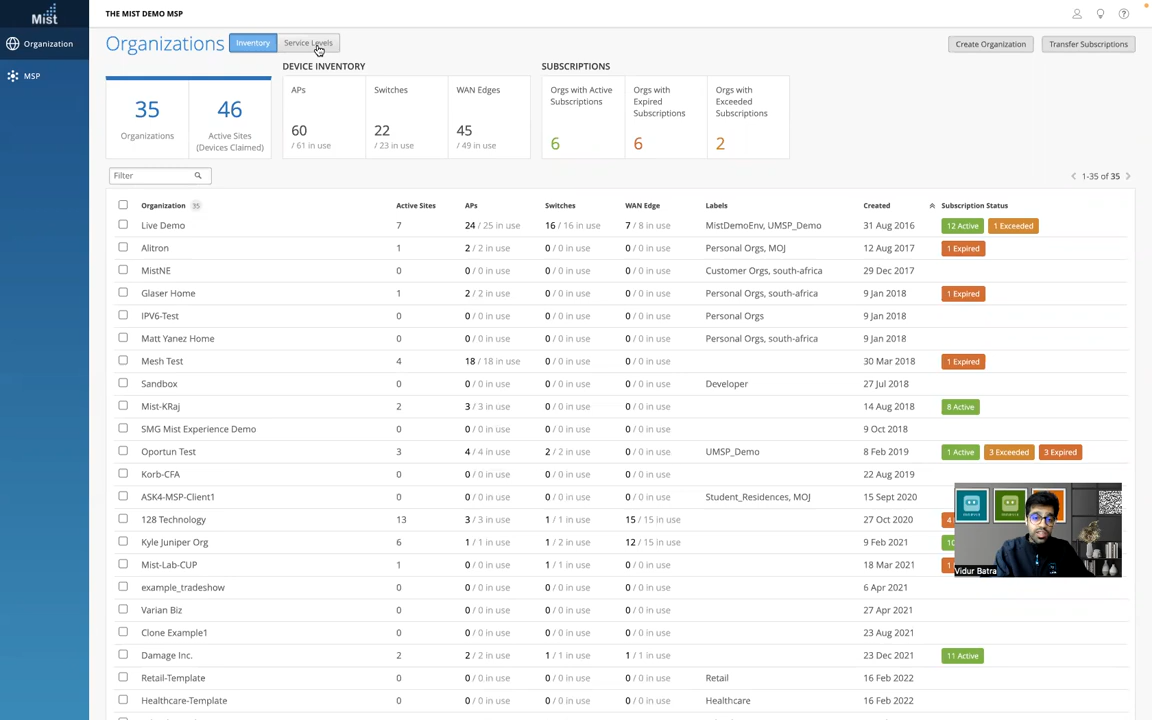 Mist
THE MIST DEMO MSP
Organization
MSP
Organizations
Inventory
Service Levels
Create Organization
Transfer Subscriptions
35
Organizations
46
Active Sites
(Devices Claimed)
DEVICE INVENTORY
APs
60
/ 61 in use
Switches
22
/ 23 in use
WAN Edges
45
/ 49 in use
SUBSCRIPTIONS
Orgs with Active
Subscriptions
6
Orgs with
Expired
Subscriptions
6
Orgs with
Exceeded
Subscriptions
2
Filter
1-35 of 35
Organization 35 Active Sites APs Switches WAN Edge Labels Created Subscription Status
Live Demo 7 24 / 25 in use 16 / 16 in use 7 / 8 in use MistDemoEnv, UMSP_Demo 31 Aug 2016 12 Active 1 Exceeded
Alitron 1 2 / 2 in use 0 / 0 in use 0 / 0 in use Personal Orgs, MOJ 12 Aug 2017 1 Expired
MistNE 0 0 / 0 in use 0 / 0 in use 0 / 0 in use Customer Orgs, south-africa 29 Dec 2017
Glaser Home 1 2 / 2 in use 0 / 0 in use 0 / 0 in use Personal Orgs, south-africa 9 Jan 2018 1 Expired
IPV6-Test 0 0 / 0 in use 0 / 0 in use 0 / 0 in use Personal Orgs 9 Jan 2018
Matt Yanez Home 0 0 / 0 in use 0 / 0 in use 0 / 0 in use Personal Orgs, south-africa 9 Jan 2018
Mesh Test 4 18 / 18 in use 0 / 0 in use 0 / 0 in use 30 Mar 2018 1 Expired
Sandbox 0 0 / 0 in use 0 / 0 in use 0 / 0 in use Developer 27 Jul 2018
Mist-KRaj 2 3 / 3 in use 0 / 0 in use 0 / 0 in use 14 Aug 2018 8 Active
SMG Mist Experience Demo 0 0 / 0 in use 0 / 0 in use 0 / 0 in use 9 Oct 2018
Oportun Test 3 4 / 4 in use 2 / 2 in use 0 / 0 in use UMSP_Demo 8 Feb 2019 1 Active 3 Exceeded 3 Expired
Korb-CFA 0 0 / 0 in use 0 / 0 in use 0 / 0 in use 22 Aug 2019
ASK4-MSP-Client1 0 0 / 0 in use 0 / 0 in use 0 / 0 in use Student_Residences, MOJ 15 Sept 2020
128 Technology 13 3 / 3 in use 1 / 1 in use 15 / 15 in use 27 Oct 2020 4
Kyle Juniper Org 6 1 / 1 in use 1 / 2 in use 12 / 15 in use 9 Feb 2021 10
Mist-Lab-CUP 1 0 / 0 in use 1 / 1 in use 0 / 0 in use 18 Mar 2021 1
example_tradeshow 0 0 / 0 in use 0 / 0 in use 0 / 0 in use 6 Apr 2021
Varian Biz 0 0 / 0 in use 0 / 0 in use 0 / 0 in use 27 Apr 2021
Clone Example1 0 0 / 0 in use 0 / 0 in use 0 / 0 in use 23 Aug 2021
Damage Inc. 2 2 / 2 in use 1 / 1 in use 1 / 1 in use 23 Dec 2021 11 Active
Retail-Template 0 0 / 0 in use 0 / 0 in use 0 / 0 in use Retail 16 Feb 2022
Healthcare-Template 0 0 / 0 in use 0 / 0 in use 0 / 0 in use Healthcare 16 Feb 2022
Vidur Batra